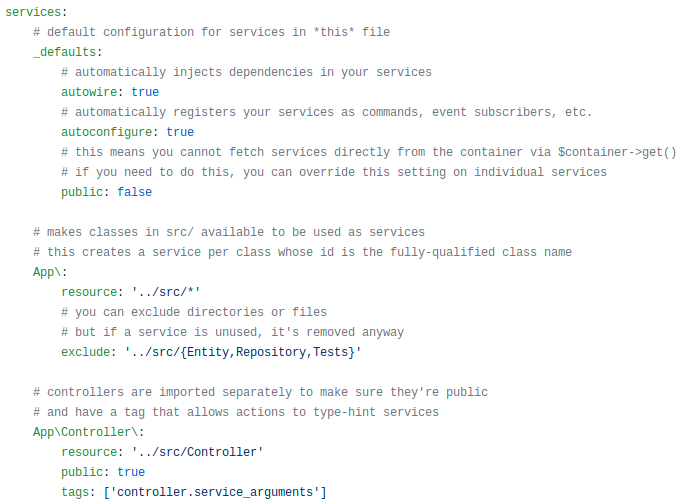 services:
    # default configuration for services in *this* file
    _defaults:
        # automatically injects dependencies in your services
        autowire: true
        # automatically registers your services as commands, event subscribers, etc.
        autoconfigure: true
        # this means you cannot fetch services directly from the container via $container->get()
        # if you need to do this, you can override this setting on individual services
        public: false

    # makes classes in src/ available to be used as services
    # this creates a service per class whose id is the fully-qualified class name
    App\:
        resource: '../src/*'
        # you can exclude directories or files
        # but if a service is unused, it's removed anyway
        exclude: '../src/{Entity,Repository,Tests}'

    # controllers are imported separately to make sure they're public
    # and have a tag that allows actions to type-hint services
    App\Controller\:
        resource: '../src/Controller'
        public: true
        tags: ['controller.service_arguments']